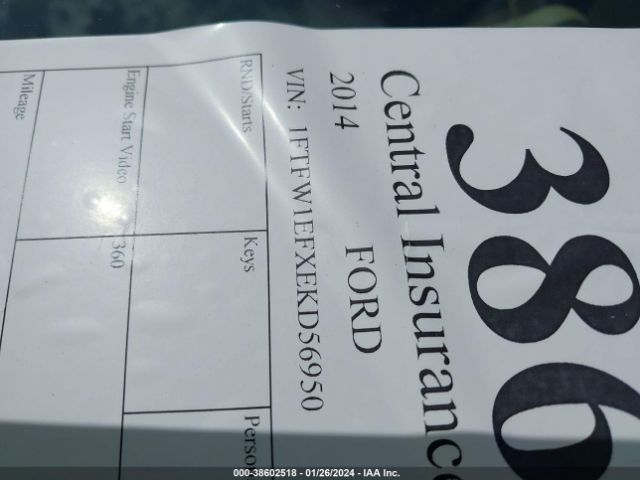 386
Central Insurance
2014 FORD
VIN: 1FTFW1EFXEKD56950
RND/Starts Keys Perso
Engine Start Video 360
Mileage
000-38602518 - 01/26/2024 - IAA Inc.